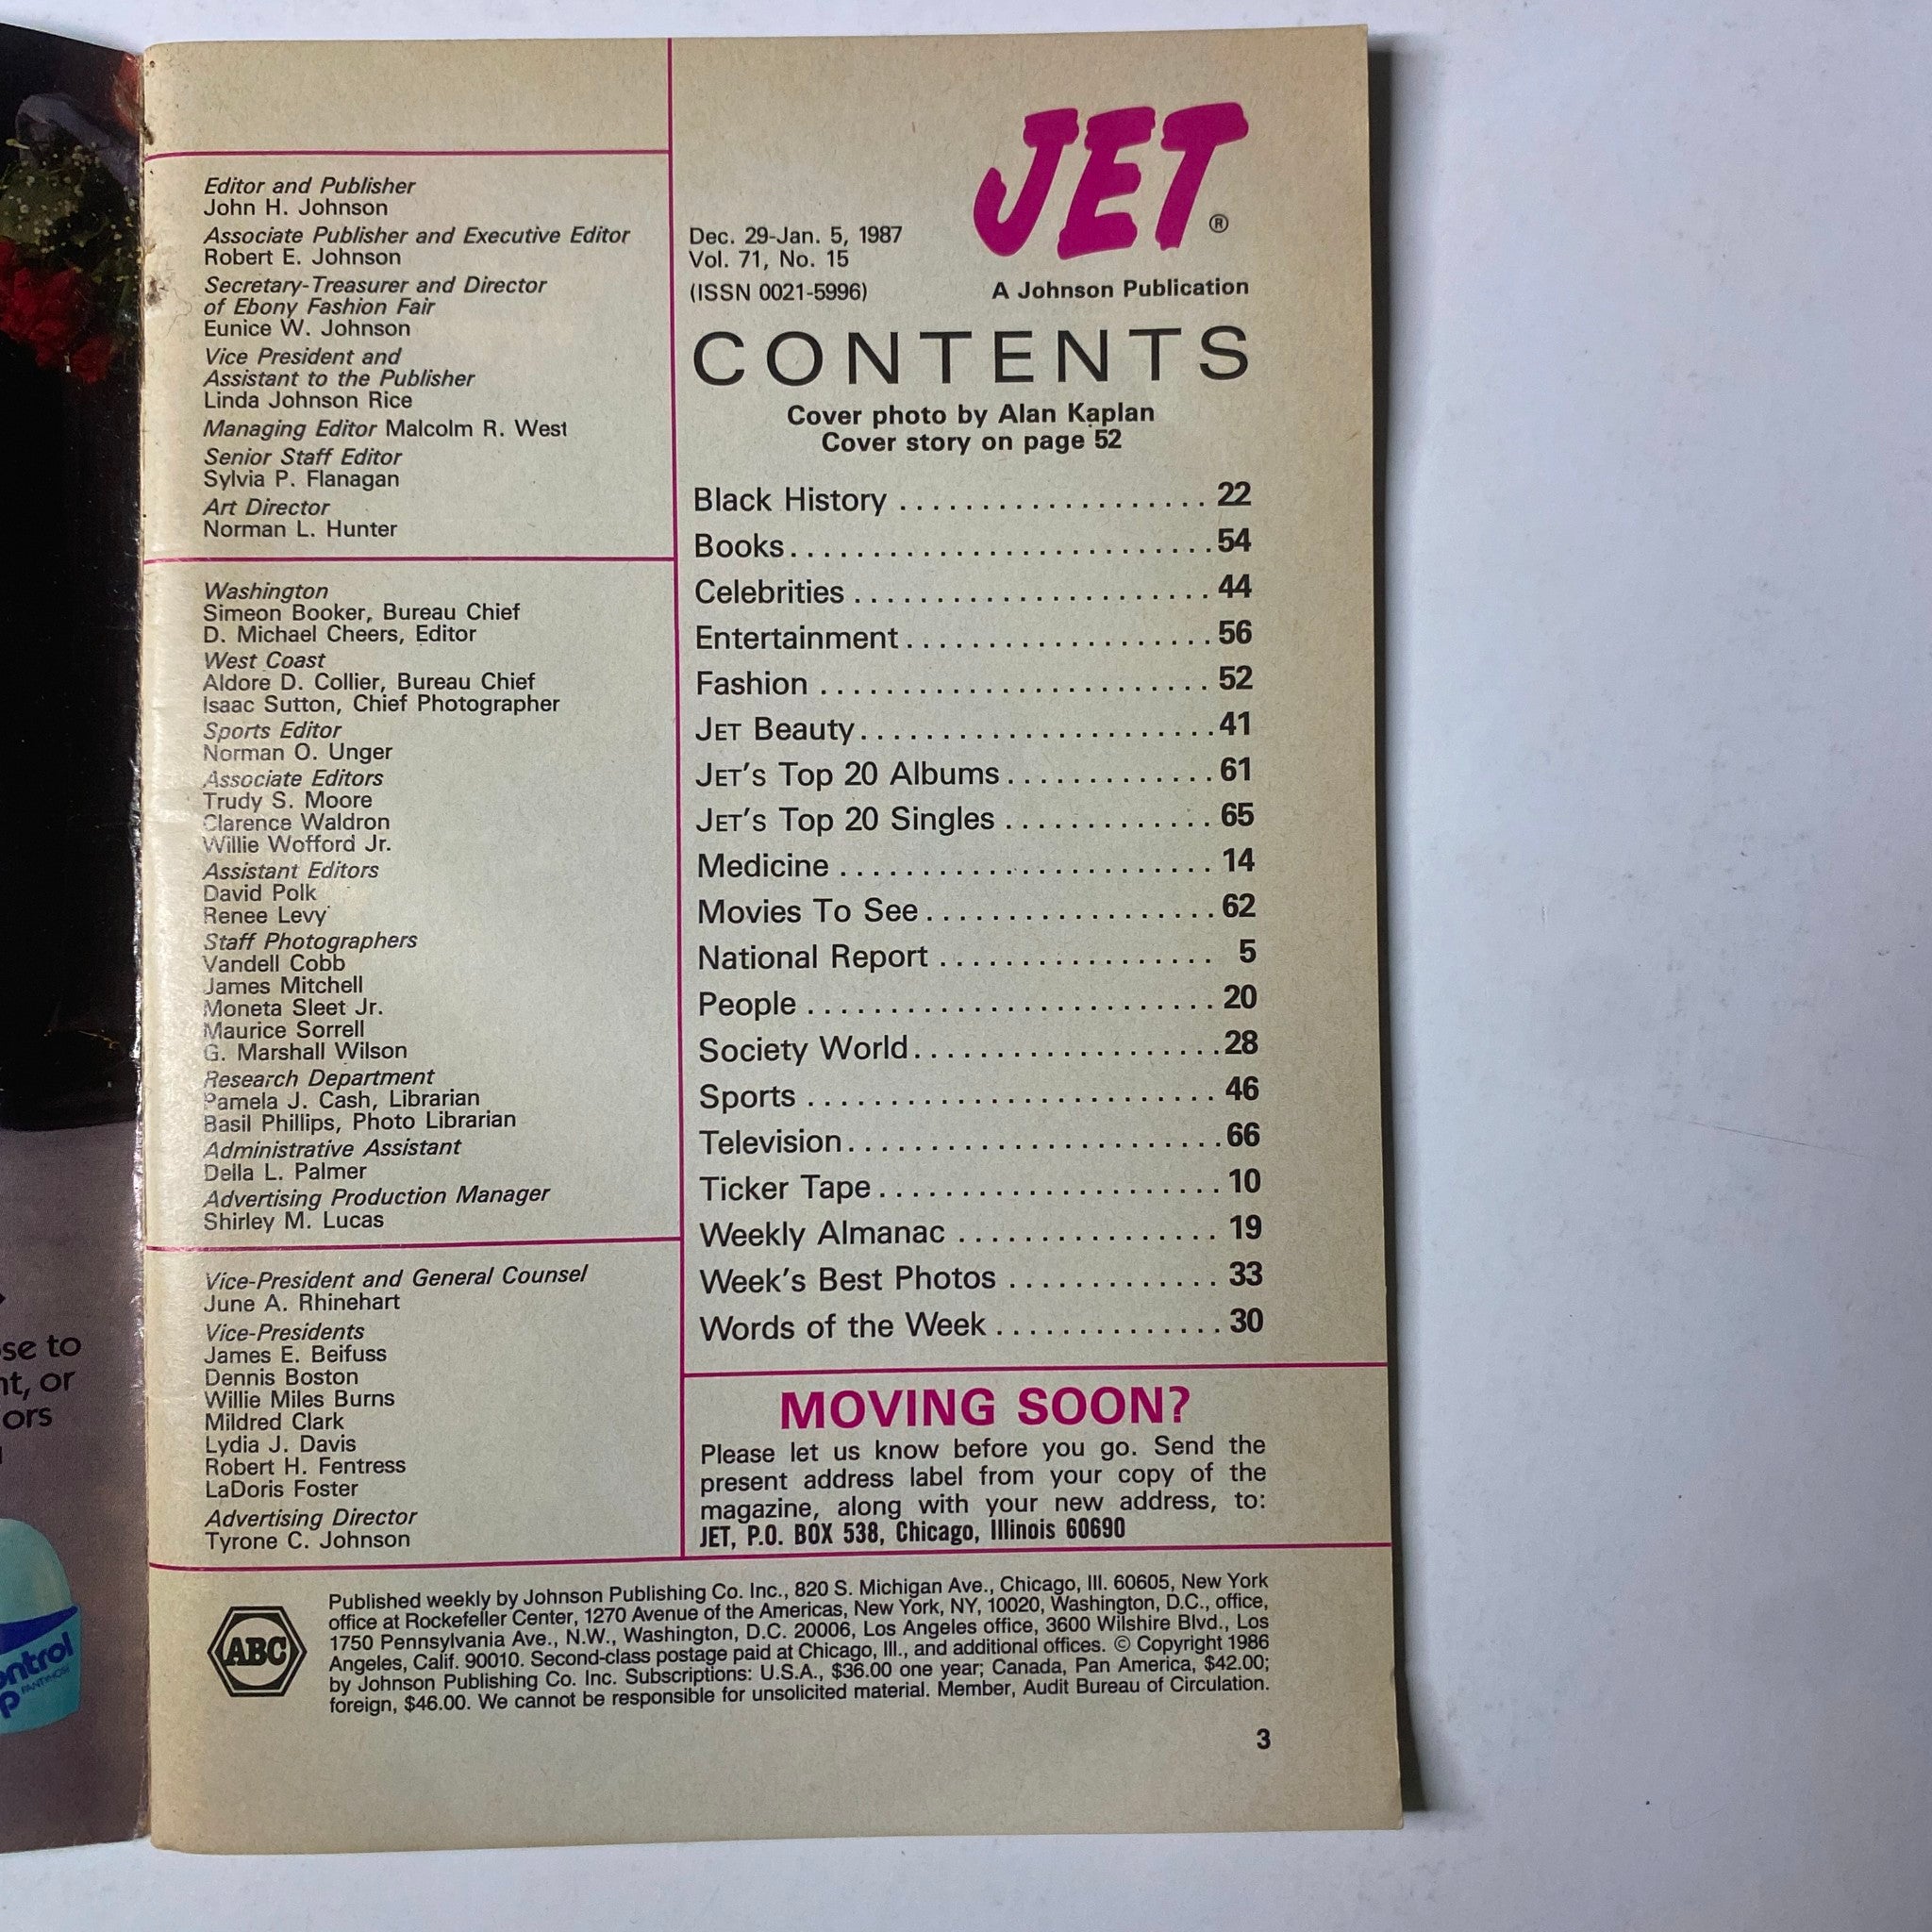 Editor and Publisher
John H. Johnson
Associate Publisher and Executive Editor
Robert E. Johnson
Secretary-Treasurer and Director
of Ebony Fashion Fair
Eunice W. Johnson
Vice President and
Assistant to the Publisher
Linda Johnson Rice
Managing Editor Malcolm R. West
Senior Staff Editor
Sylvia P. Flanagan
Art Director
Norman L. Hunter
Washington
Simeon Booker, Bureau Chief
D. Michael Cheers, Editor
West Coast
Aldore D. Collier, Bureau Chief
Isaac Sutton, Chief Photographer
Sports Editor
Norman O. Unger
Associate Editors
Trudy S. Moore
Clarence Waldron
Willie Wofford Jr.
Assistant Editors
David Polk
Renee Levy
Staff Photographers
Vandell Cobb
James Mitchell
Moneta Sleet Jr.
Maurice Sorrell
G. Marshall Wilson
Research Department
Pamela J. Cash, Librarian
Basil Phillips, Photo Librarian
Administrative Assistant
Della L. Palmer
Advertising Production Manager
Shirley M. Lucas
Vice-President and General Counsel
June A. Rhinehart
Vice-Presidents
James E. Beifuss
Dennis Boston
Willie Miles Burns
Mildred Clark
Lydia J. Davis
Robert H. Fentress
LaDoris Foster
Advertising Director
Tyrone C. Johnson
JET®
Dec. 29-Jan. 5, 1987
Vol. 71, No. 15
(ISSN 0021-5996)
A Johnson Publication
CONTENTS
Cover photo by Alan Kaplan
Cover story on page 52
Black History . . . . . . . . . . . . . . . . . . . 22
Books. . . . . . . . . . . . . . . . . . . . . . . . . . 54
Celebrities . . . . . . . . . . . . . . . . . . . . . . 44
Entertainment. . . . . . . . . . . . . . . . . . . 56
Fashion . . . . . . . . . . . . . . . . . . . . . . . . 52
JET Beauty. . . . . . . . . . . . . . . . . . . . . . 41
JET'S Top 20 Albums. . . . . . . . . . . . . 61
JET'S Top 20 Singles . . . . . . . . . . . . . 65
Medicine . . . . . . . . . . . . . . . . . . . . . . . 14
Movies To See. . . . . . . . . . . . . . . . . . 62
National Report . . . . . . . . . . . . . . . . . 5
People . . . . . . . . . . . . . . . . . . . . . . . . . 20
Society World. . . . . . . . . . . . . . . . . . . 28
Sports . . . . . . . . . . . . . . . . . . . . . . . . . 46
Television. . . . . . . . . . . . . . . . . . . . . . . 66
Ticker Tape. . . . . . . . . . . . . . . . . . . . . 10
Weekly Almanac . . . . . . . . . . . . . . . . 19
Week's Best Photos . . . . . . . . . . . . . 33
Words of the Week . . . . . . . . . . . . . . 30
MOVING SOON?
Please let us know before you go. Send the
present address label from your copy of the
magazine, along with your new address, to:
JET, P.O. BOX 538, Chicago, Illinois 60690
ABC
Published weekly by Johnson Publishing Co. Inc., 820 S. Michigan Ave., Chicago, Ill. 60605, New York
office at Rockefeller Center, 1270 Avenue of the Americas, New York, NY, 10020, Washington, D.C., office,
1750 Pennsylvania Ave., N.W., Washington, D.C. 20006, Los Angeles office, 3600 Wilshire Blvd., Los
Angeles, Calif. 90010. Second-class postage paid at Chicago, Ill., and additional offices. © Copyright 1986
by Johnson Publishing Co. Inc. Subscriptions: U.S.A., $36.00 one year; Canada, Pan America, $42.00;
foreign, $46.00. We cannot be responsible for unsolicited material. Member, Audit Bureau of Circulation.
3
to
or